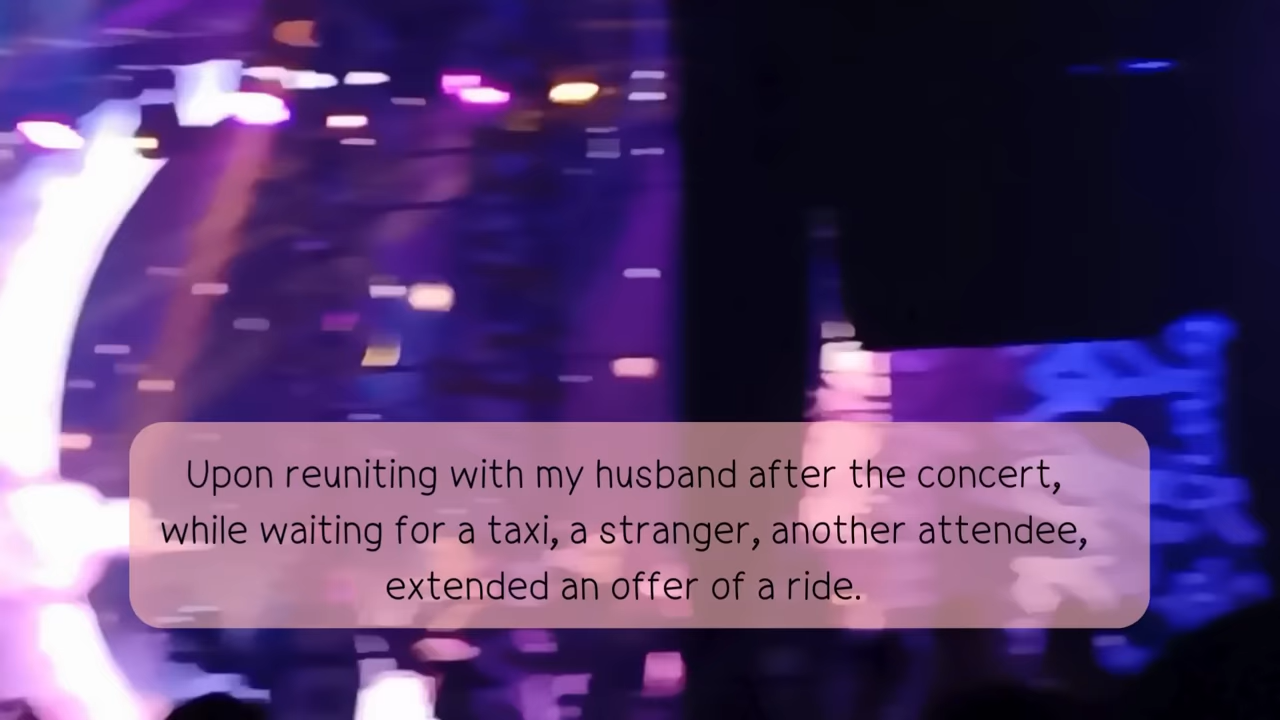 Upon reuniting with my husband after the concert,
while waiting for a taxi, a stranger, another attendee,
extended an offer of a ride.